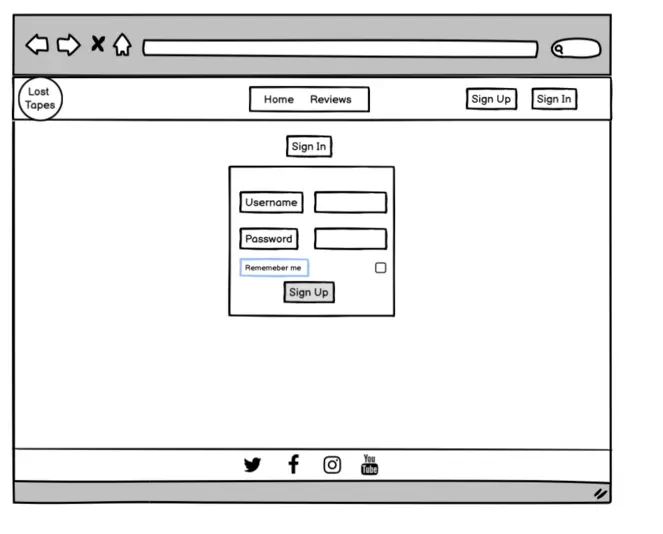 Lost
Tapes
Home Reviews
Sign Up
Sign In
Sign In
Username
Password
Rememeber me
Sign Up
You
Tube